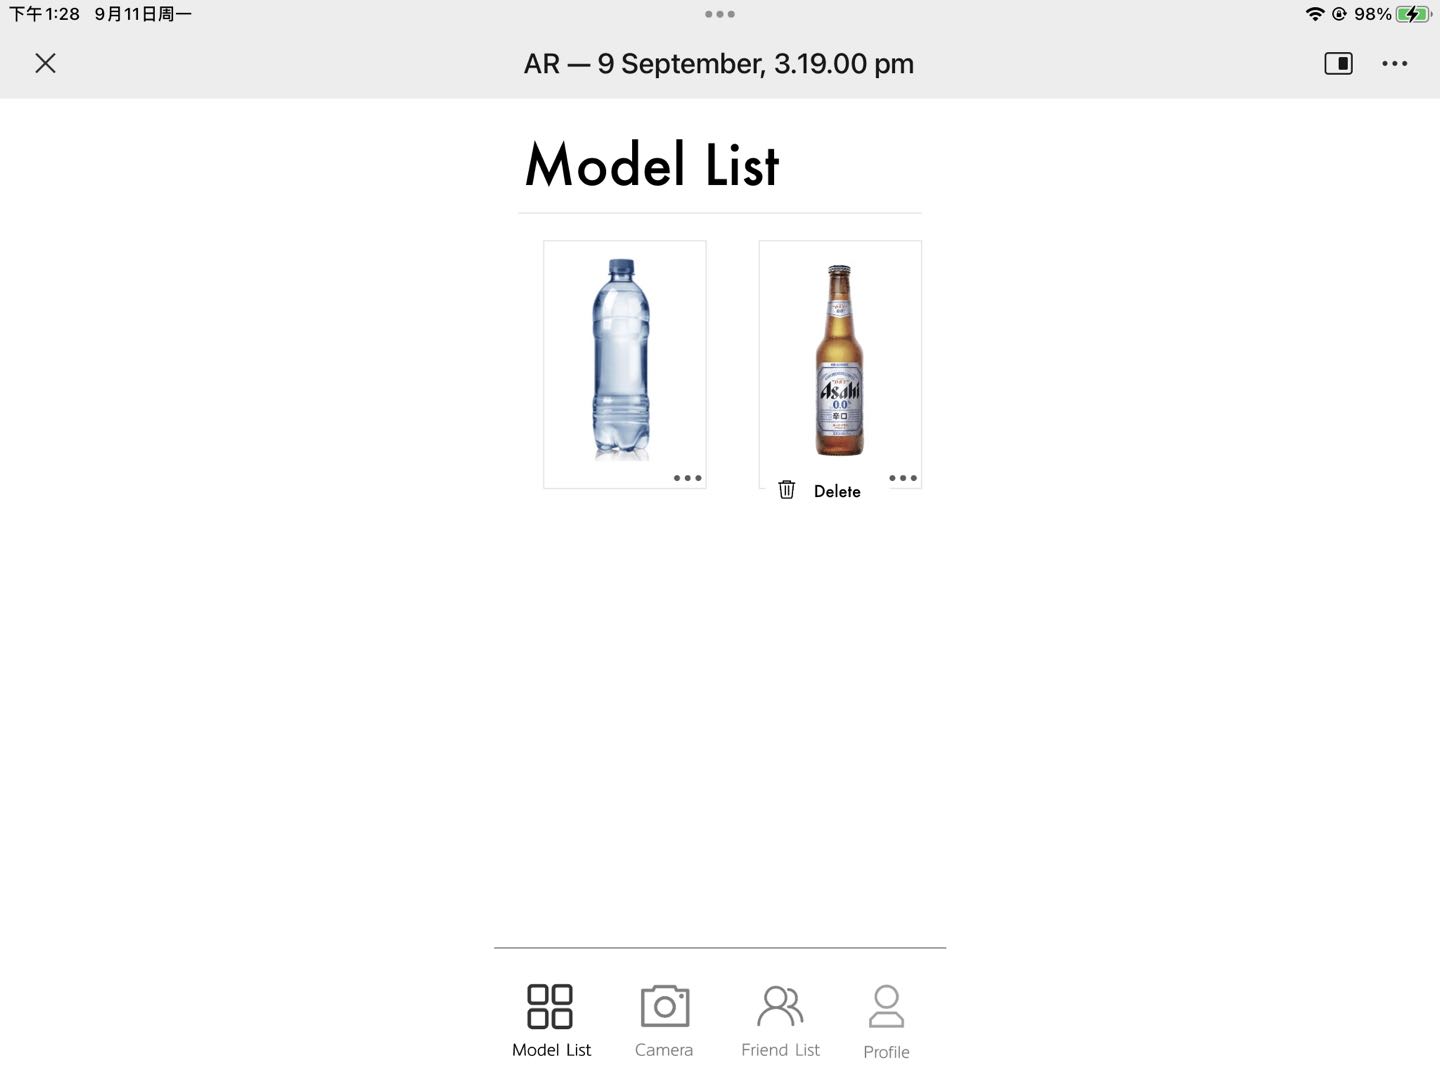 下午1:28 9月11日周一
98%
AR — 9 September, 3.19.00 pm
Model List
Asahi
0.0
辛口
Delete
Model List
Camera
Friend List
Profile